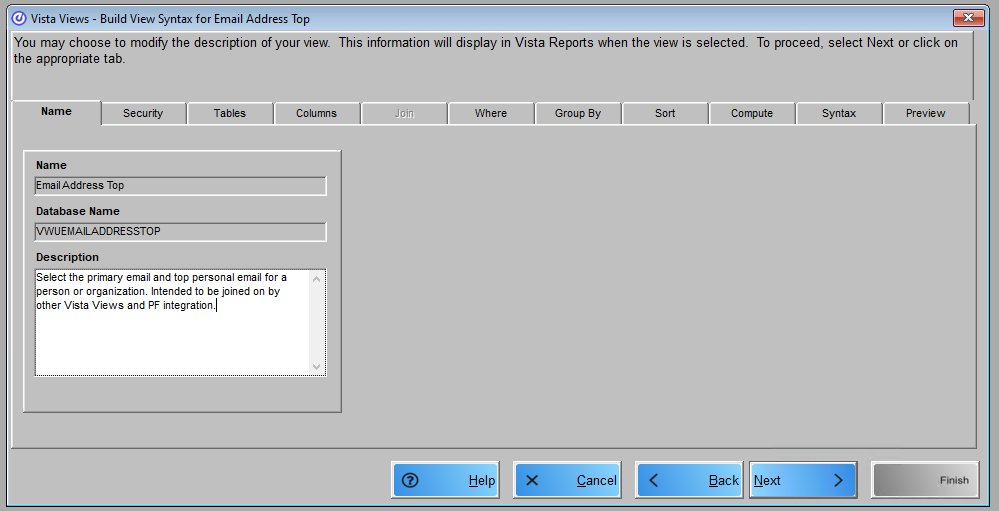 Vista Views - Build View Syntax for Email Address Top
You may choose to modify the description of your view.  This information will display in Vista Reports when the view is selected.  To proceed, select Next or click on
the appropriate tab.
Name Security Tables Columns Join Where Group By Sort Compute Syntax Preview
Name
Email Address Top
Database Name
VWUEMAILADDRESSTOP
Description
Select the primary email and top personal email for a
person or organization. Intended to be joined on by
other Vista Views and PF integration.
Help Cancel Back Next Finish